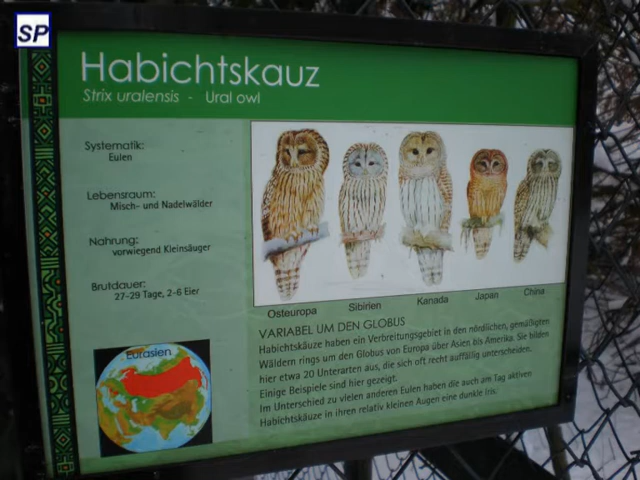 SP
Habichtskauz
Strix uralensis - Ural owl
Systematik:
Eulen
Lebensraum:
Misch- und Nadelwälder
Nahrung:
vorwiegend Kleinsäuger
Brutdauer:
27-29 Tage, 2-6 Eier
Eurasien
Osteuropa Sibirien Kanada Japan China
VARIABEL UM DEN GLOBUS
Habichtskäuze haben ein Verbreitungsgebiet in den nördlichen, gemäßigten
Wäldern rings um den Globus von Europa über Asien bis Amerika. Sie bilden
hier etwa 20 Unterarten aus, die sich oft recht auffällig unterscheiden.
Einige Beispiele sind hier gezeigt.
Im Unterschied zu vielen anderen Eulen haben die auch am Tag aktiven
Habichtskäuze in ihren relativ kleinen Augen eine dunkle Iris.